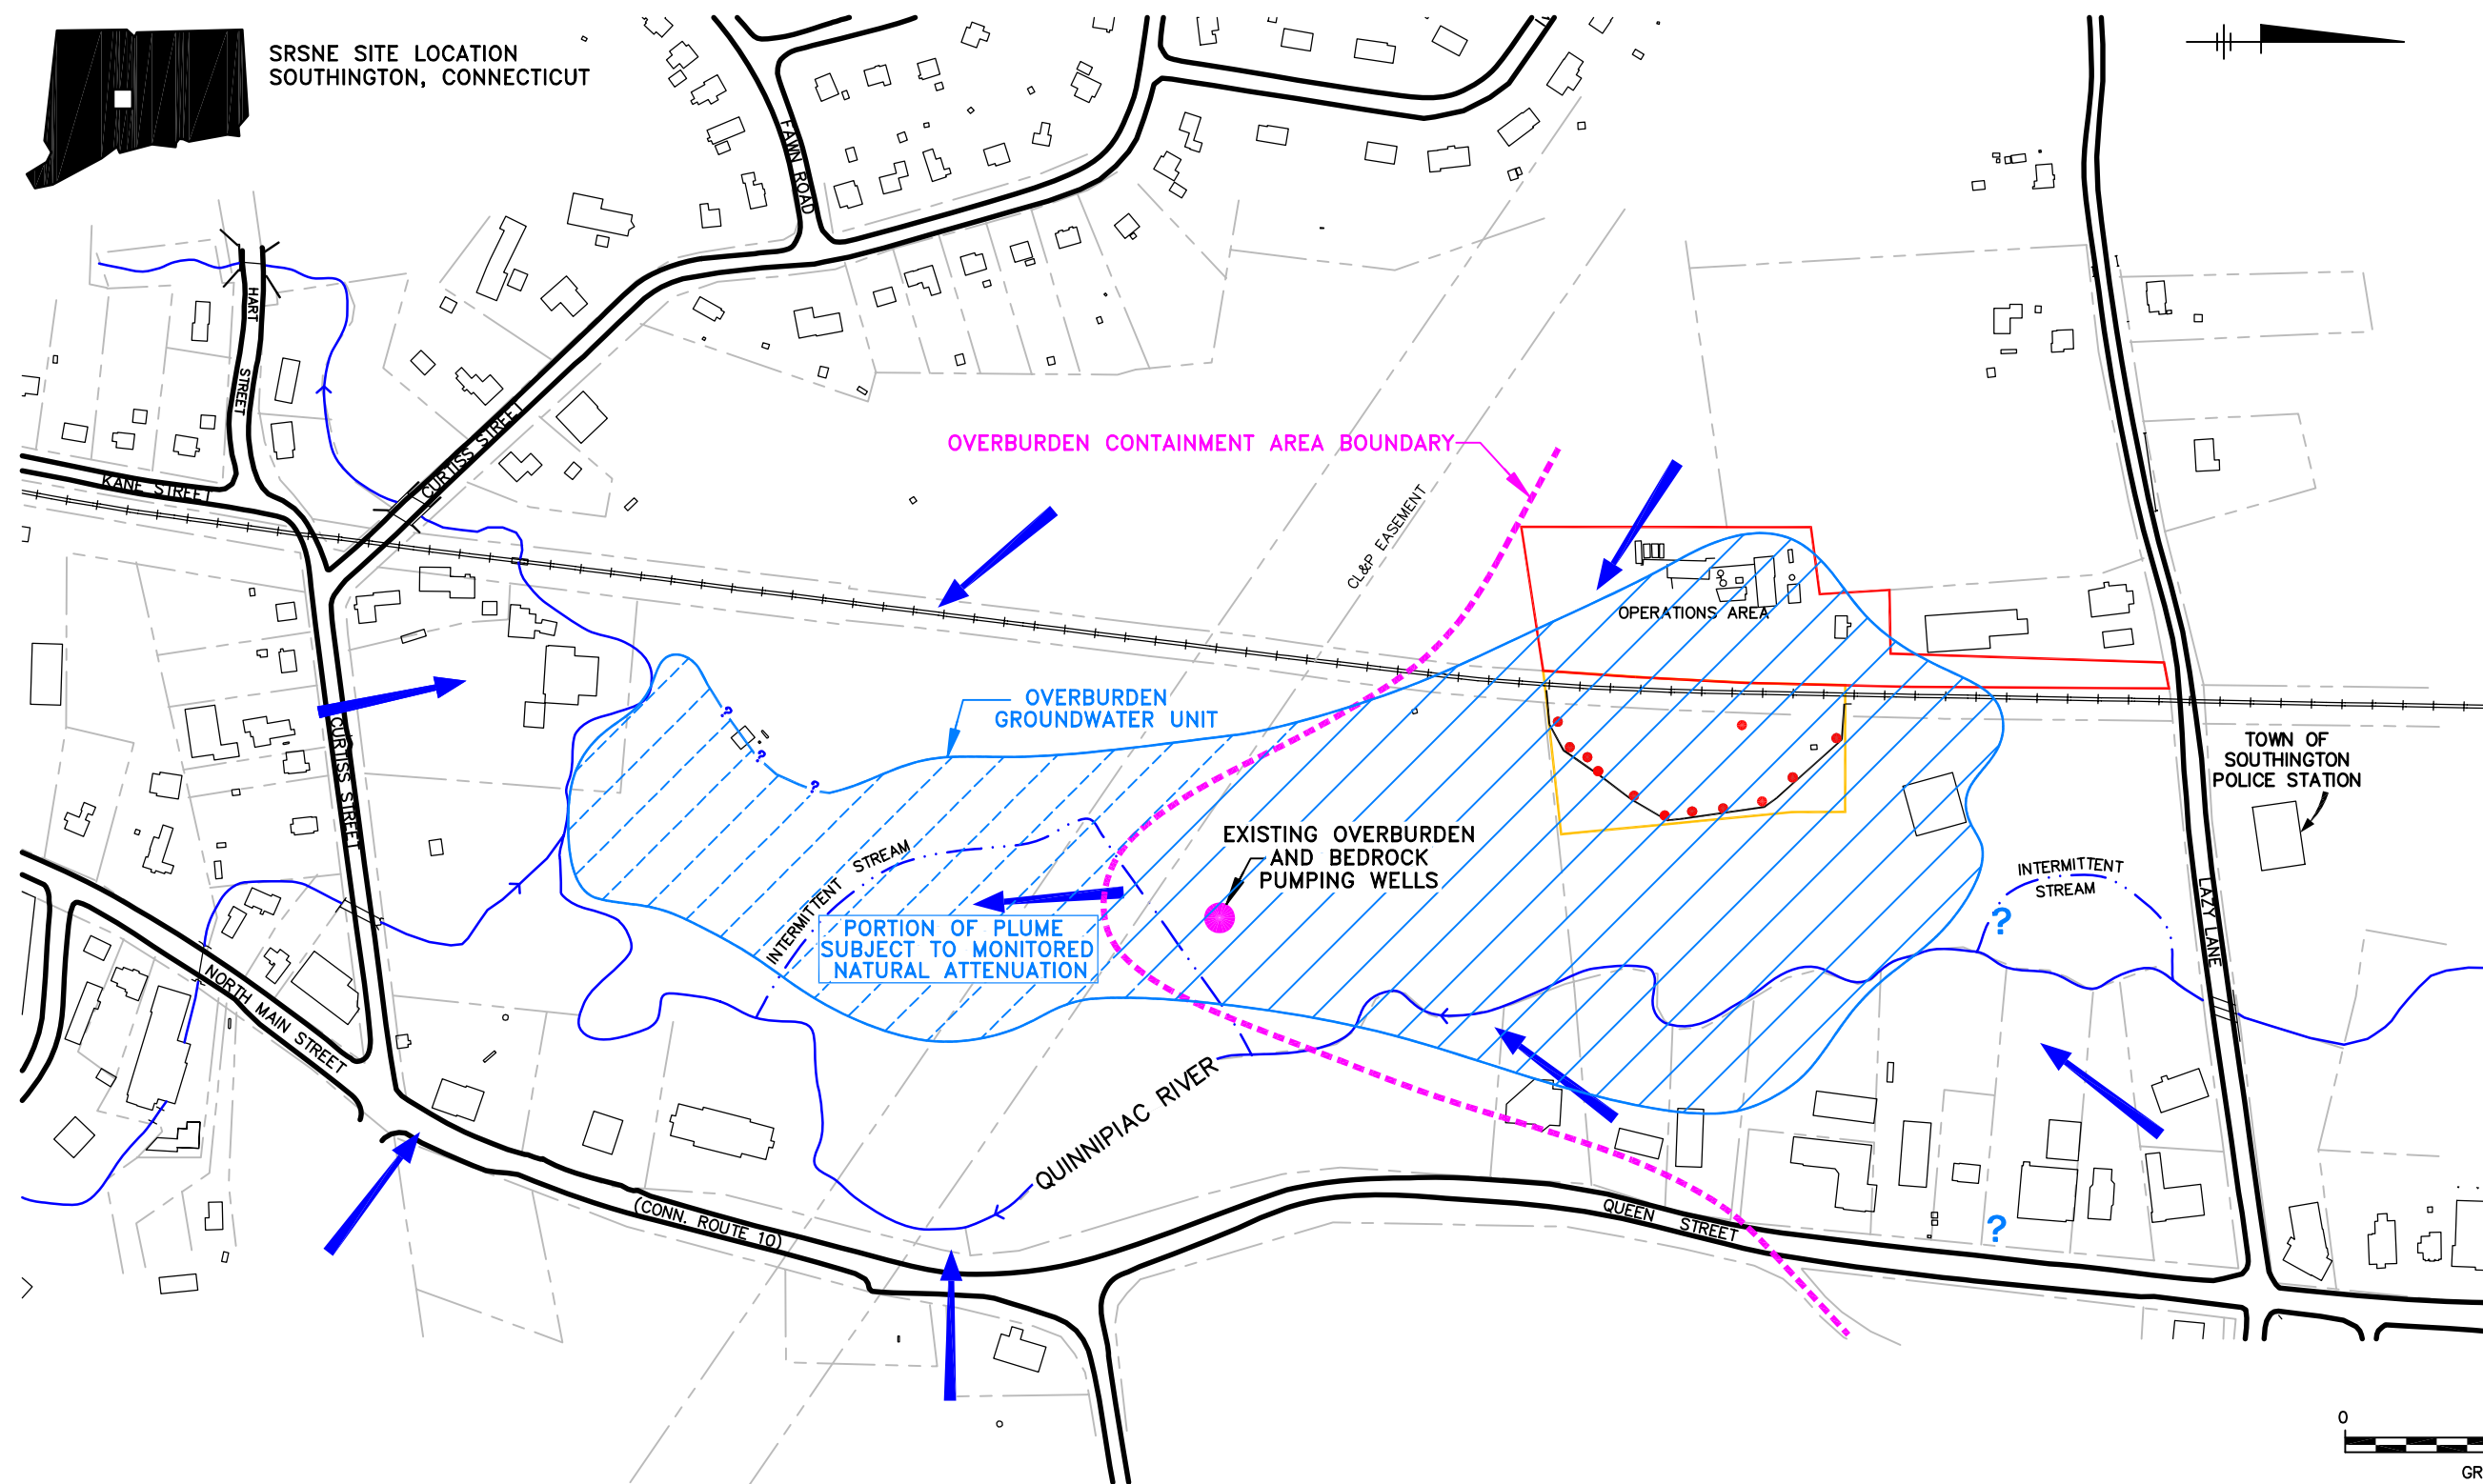 SRSNE SITE LOCATION
SOUTHINGTON, CONNECTICUT
FAWN ROAD
HART
STREET
KANE STREET
CURTISS STREET
OVERBURDEN CONTAINMENT AREA BOUNDARY
CL&P EASEMENT
OPERATIONS AREA
OVERBURDEN
GROUNDWATER UNIT
?
?
?
CURTISS STREET
TOWN OF
SOUTHINGTON
POLICE STATION
EXISTING OVERBURDEN
AND BEDROCK
PUMPING WELLS
INTERMITTENT STREAM
INTERMITTENT
STREAM
?
LAZY LANE
PORTION OF PLUME
SUBJECT TO MONITORED
NATURAL ATTENUATION
NORTH MAIN STREET
QUINNIPIAC RIVER
(CONN. ROUTE 10)
QUEEN STREET
?
0
GR